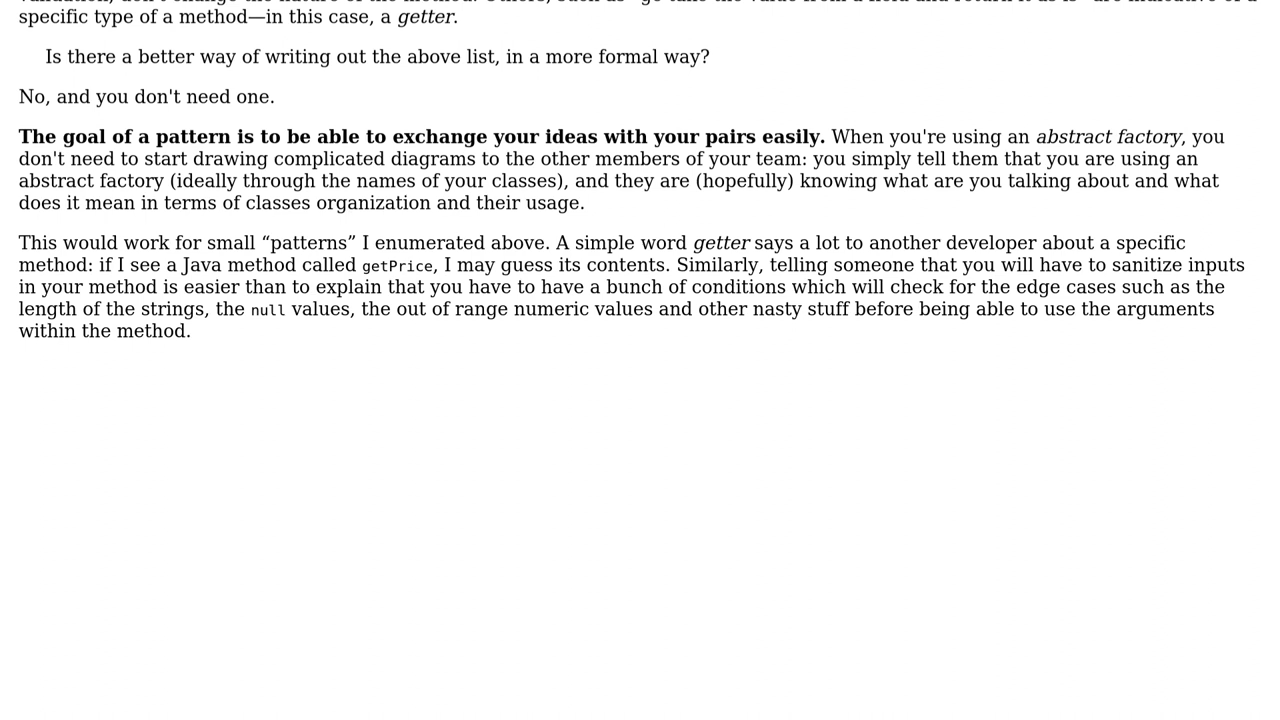 specific type of a method—in this case, a getter.
Is there a better way of writing out the above list, in a more formal way?
No, and you don't need one.
The goal of a pattern is to be able to exchange your ideas with your pairs easily. When you're using an abstract factory, you
don't need to start drawing complicated diagrams to the other members of your team: you simply tell them that you are using an
abstract factory (ideally through the names of your classes), and they are (hopefully) knowing what are you talking about and what
does it mean in terms of classes organization and their usage.
This would work for small “patterns” I enumerated above. A simple word getter says a lot to another developer about a specific
method: if I see a Java method called getPrice, I may guess its contents. Similarly, telling someone that you will have to sanitize inputs
in your method is easier than to explain that you have to have a bunch of conditions which will check for the edge cases such as the
length of the strings, the null values, the out of range numeric values and other nasty stuff before being able to use the arguments
within the method.